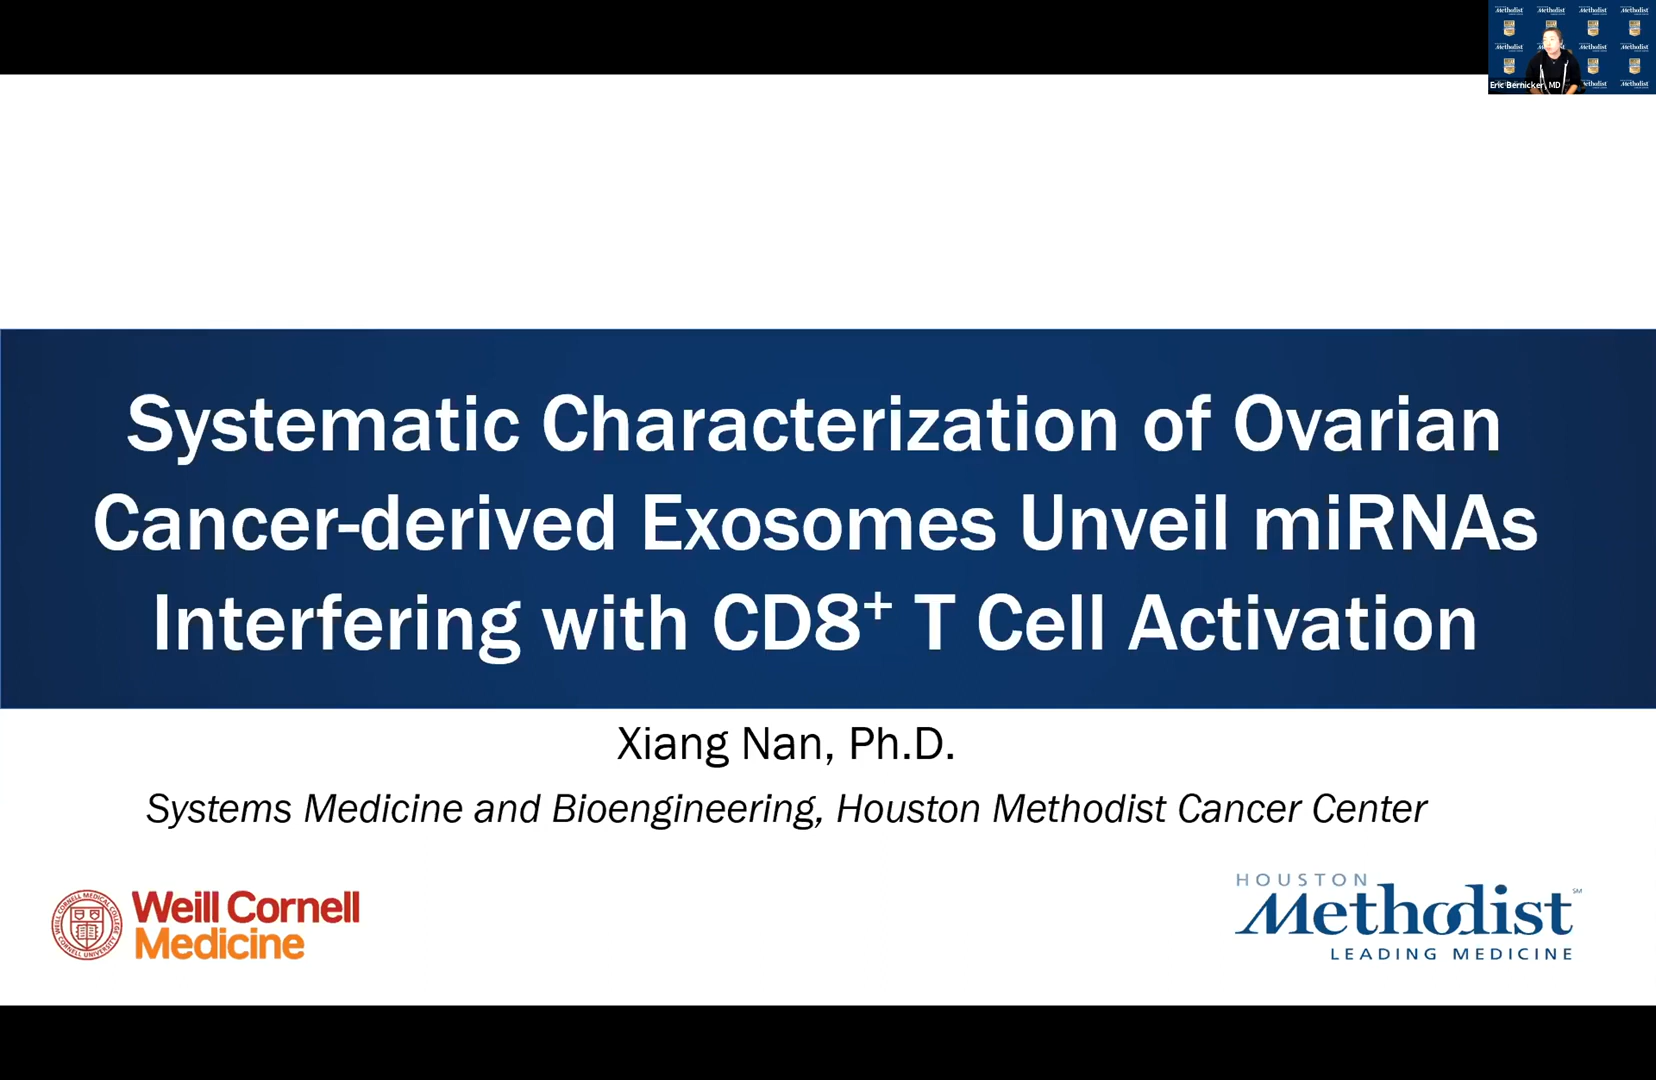 Eric Bernicker, MD
Systematic Characterization of Ovarian
Cancer-derived Exosomes Unveil miRNAs
Interfering with CD8⁺ T Cell Activation
Xiang Nan, Ph.D.
Systems Medicine and Bioengineering, Houston Methodist Cancer Center
Weill Cornell
Medicine
HOUSTON
Methodist
LEADING MEDICINE